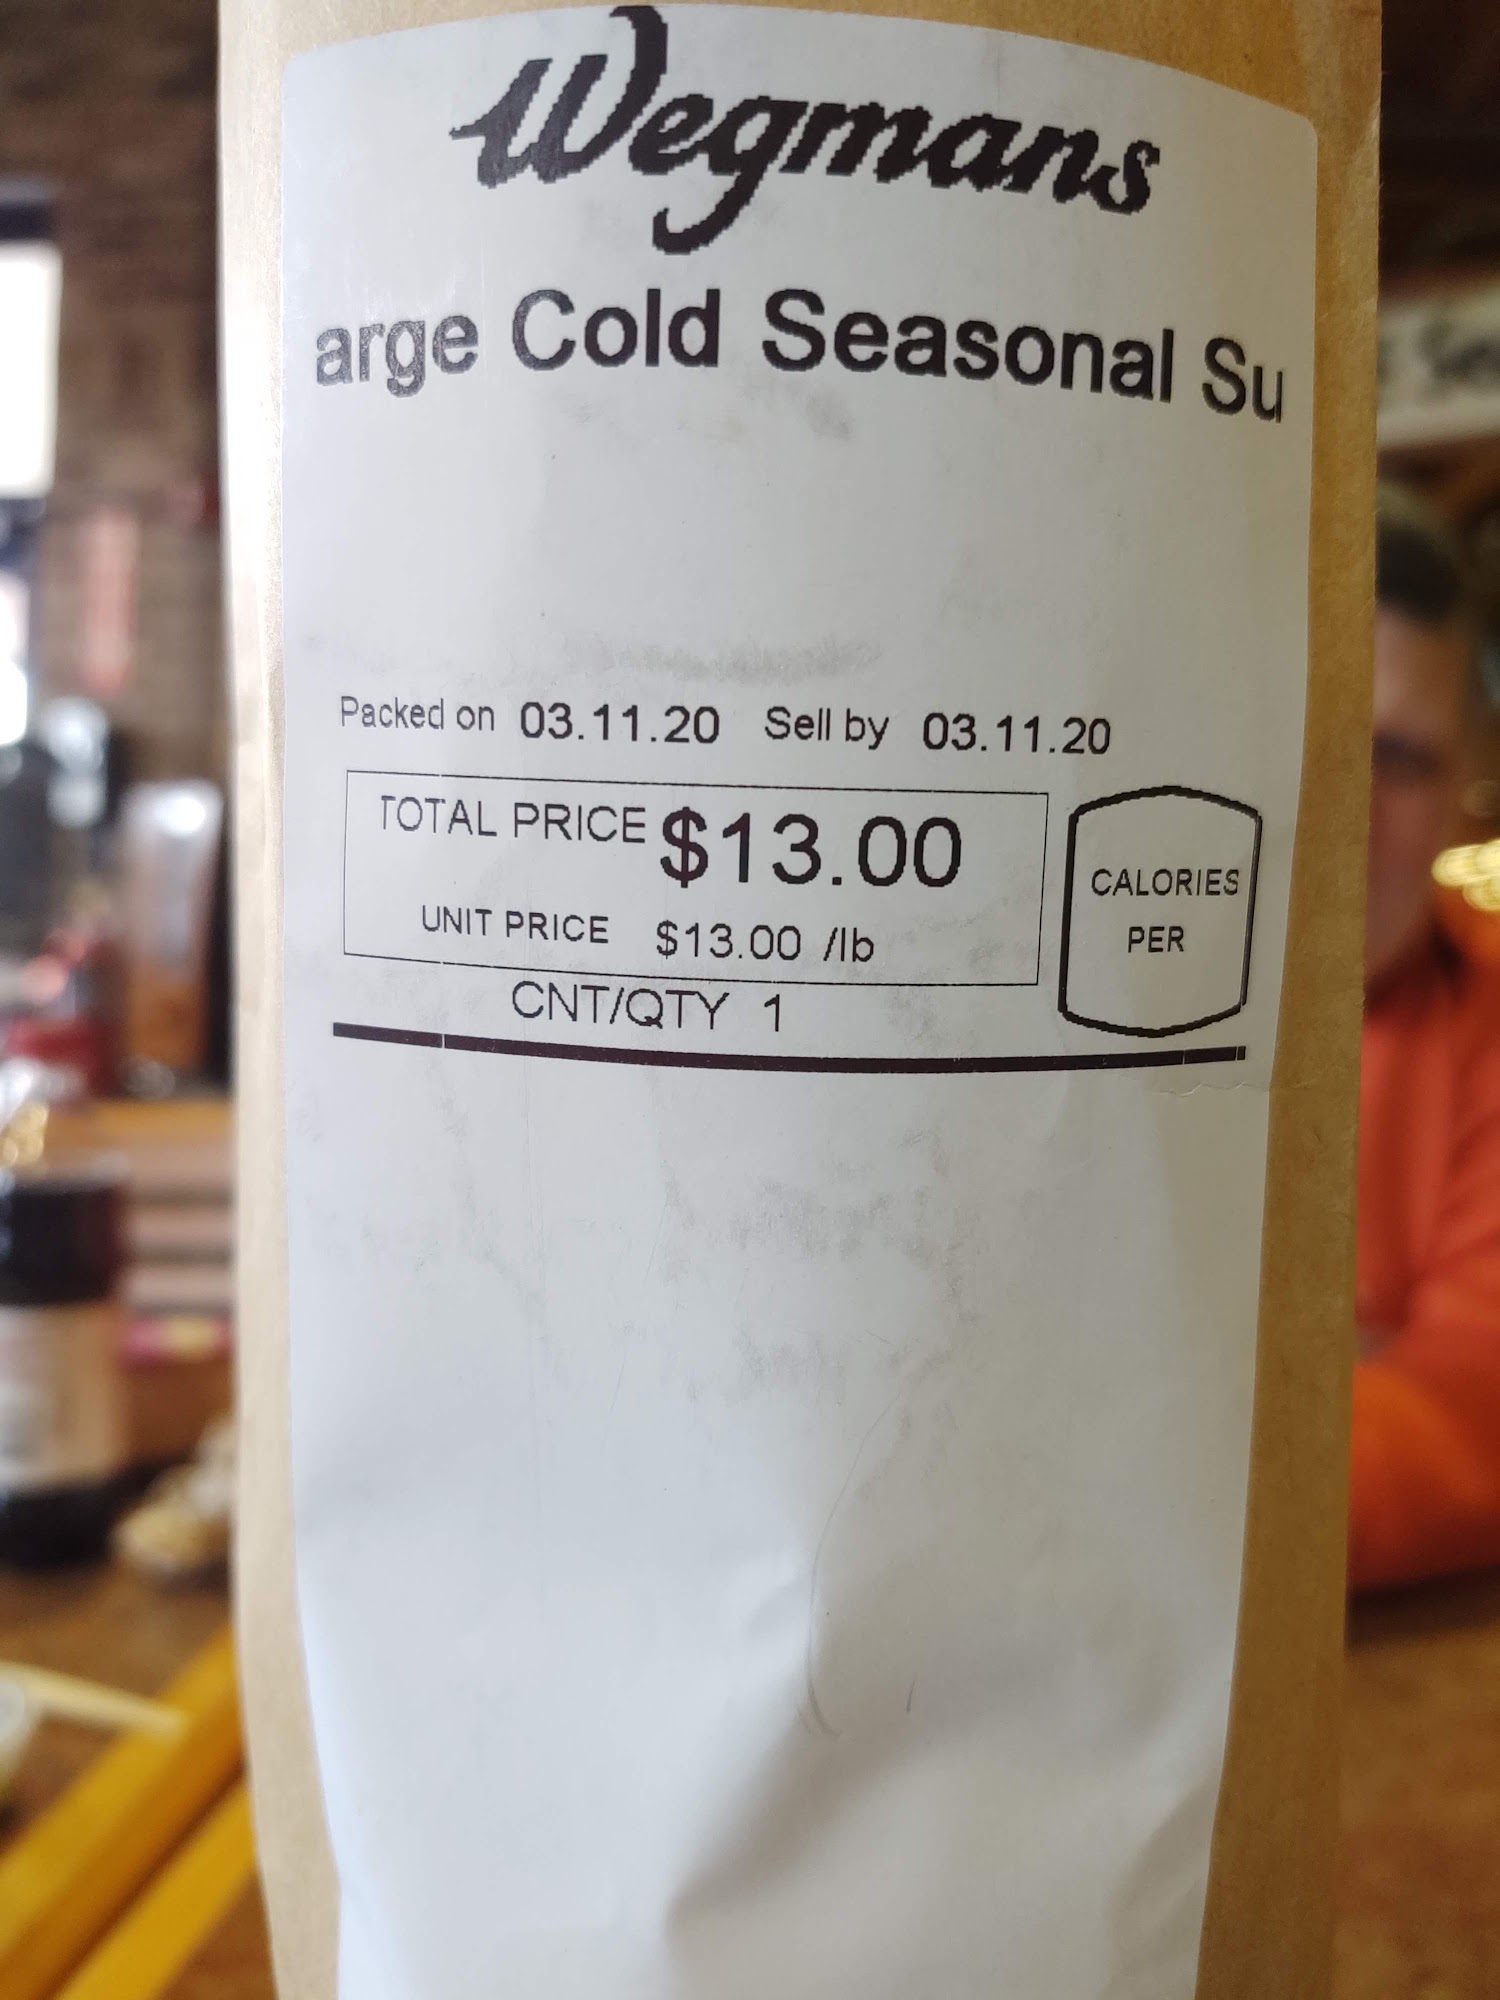 Wegmans
arge Cold Seasonal Su
Packed on 03.11.20 Sell by 03.11.20
TOTAL PRICE $13.00
UNIT PRICE $13.00 /lb
CALORIES
PER
CNT/QTY 1